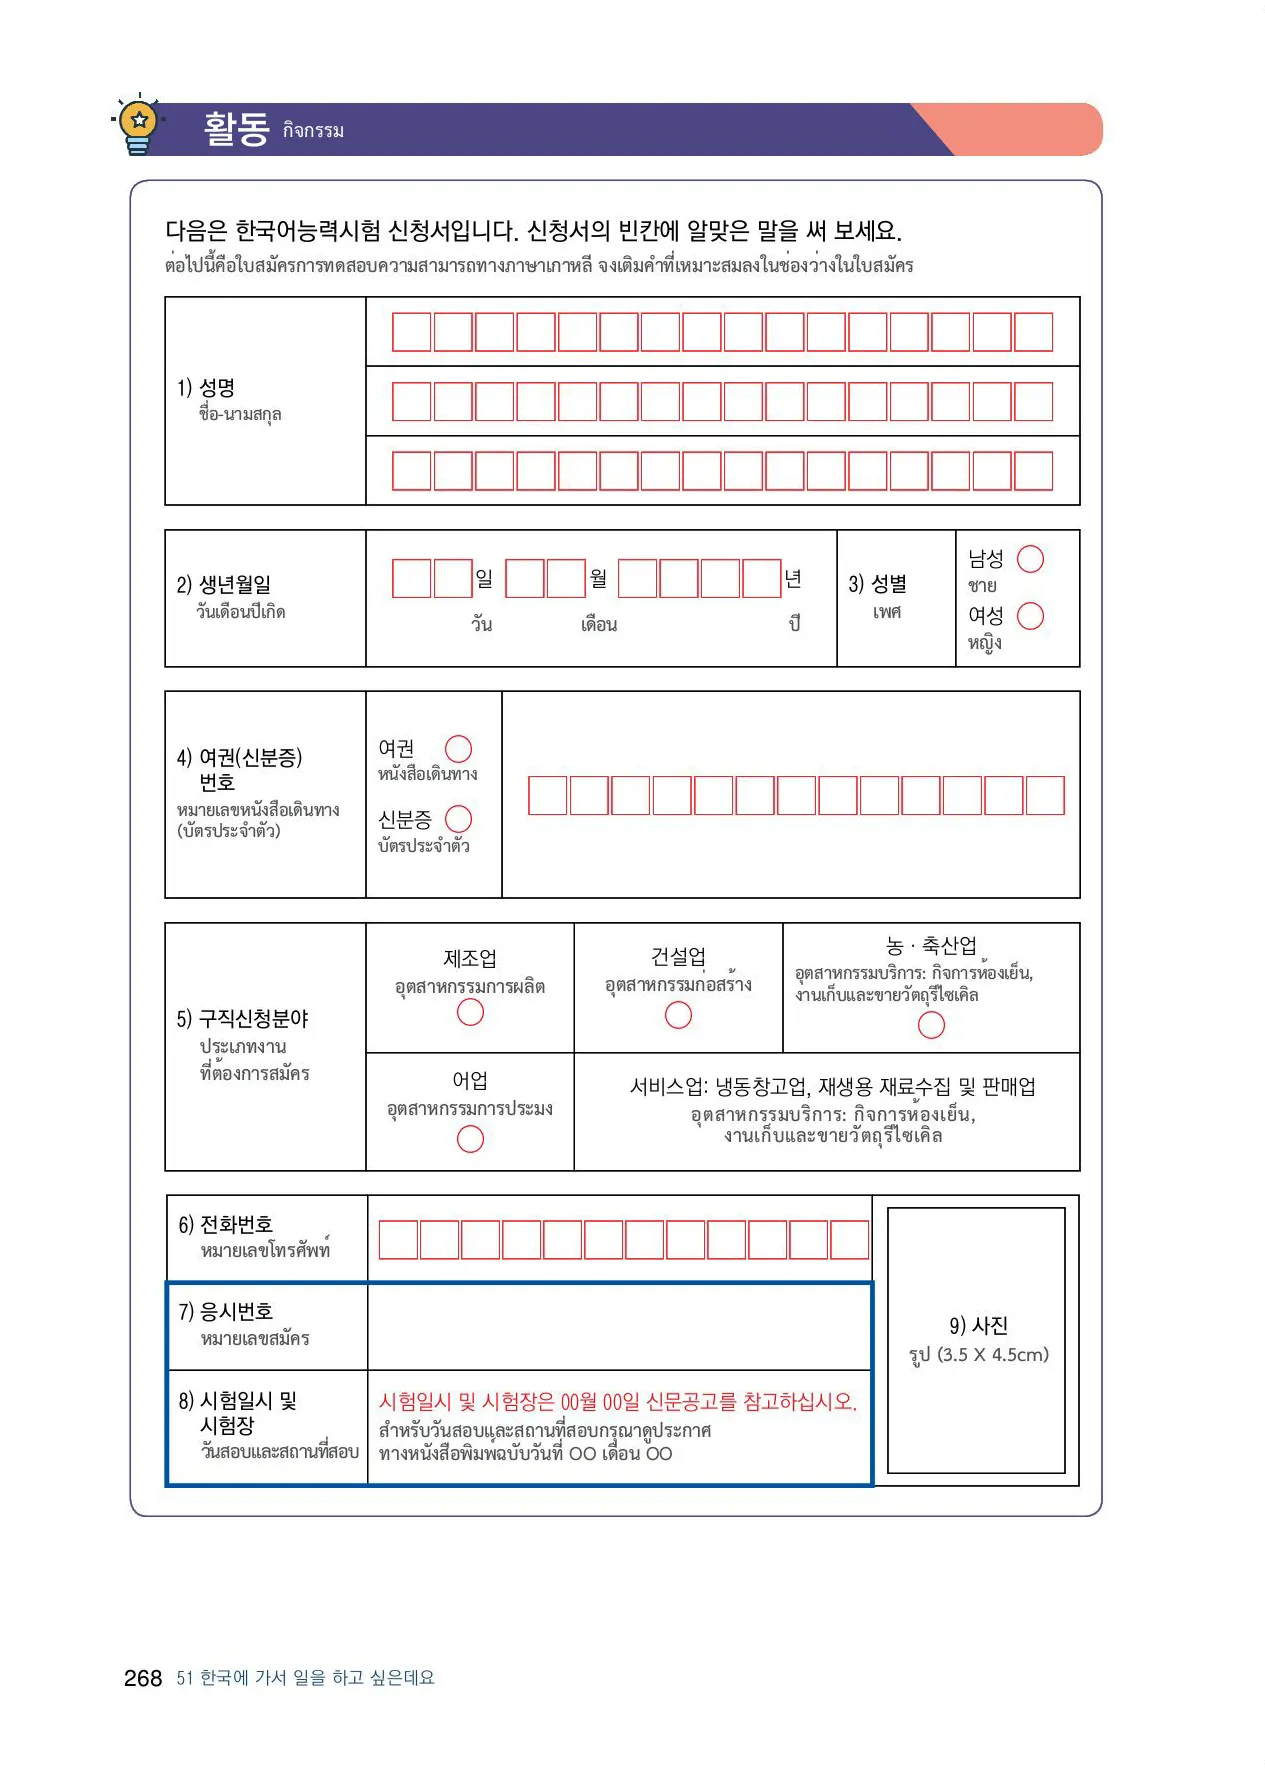 활동 กิจกรรม
다음은 한국어능력시험 신청서입니다. 신청서의 빈칸에 알맞은 말을 써 보세요.
ต่อไปนี้คือใบสมัครการทดสอบความสามารถทางภาษาเกาหลี จงเติมคำที่เหมาะสมลงในช่องว่างในใบสมัคร
1) 성명
ชื่อ-นามสกุล
2) 생년월일
วันเดือนปีเกิด
일 월 년
วัน เดือน ปี
3) 성별
เพศ
남성
ชาย
여성
หญิง
4) 여권(신분증)
번호
หมายเลขหนังสือเดินทาง
(บัตรประจำตัว)
여권
หนังสือเดินทาง
신분증
บัตรประจำตัว
5) 구직신청분야
ประเภทงาน
ที่ต้องการสมัคร
제조업
อุตสาหกรรมการผลิต
건설업
อุตสาหกรรมก่อสร้าง
농 · 축산업
อุตสาหกรรมบริการ: กิจการห้องเย็น,
งานเก็บและขายวัตถุรีไซเคิล
어업
อุตสาหกรรมการประมง
서비스업: 냉동창고업, 재생용 재료수집 및 판매업
อุตสาหกรรมบริการ: กิจการห้องเย็น,
งานเก็บและขายวัตถุรีไซเคิล
6) 전화번호
หมายเลขโทรศัพท์
7) 응시번호
หมายเลขสมัคร
8) 시험일시 및
시험장
วันสอบและสถานที่สอบ
시험일시 및 시험장은 00월 00일 신문공고를 참고하십시오.
สำหรับวันสอบและสถานที่สอบกรุณาดูประกาศ
ทางหนังสือพิมพ์ฉบับวันที่ OO เดือน OO
9) 사진
รูป (3.5 X 4.5cm)
268 51 한국에 가서 일을 하고 싶은데요